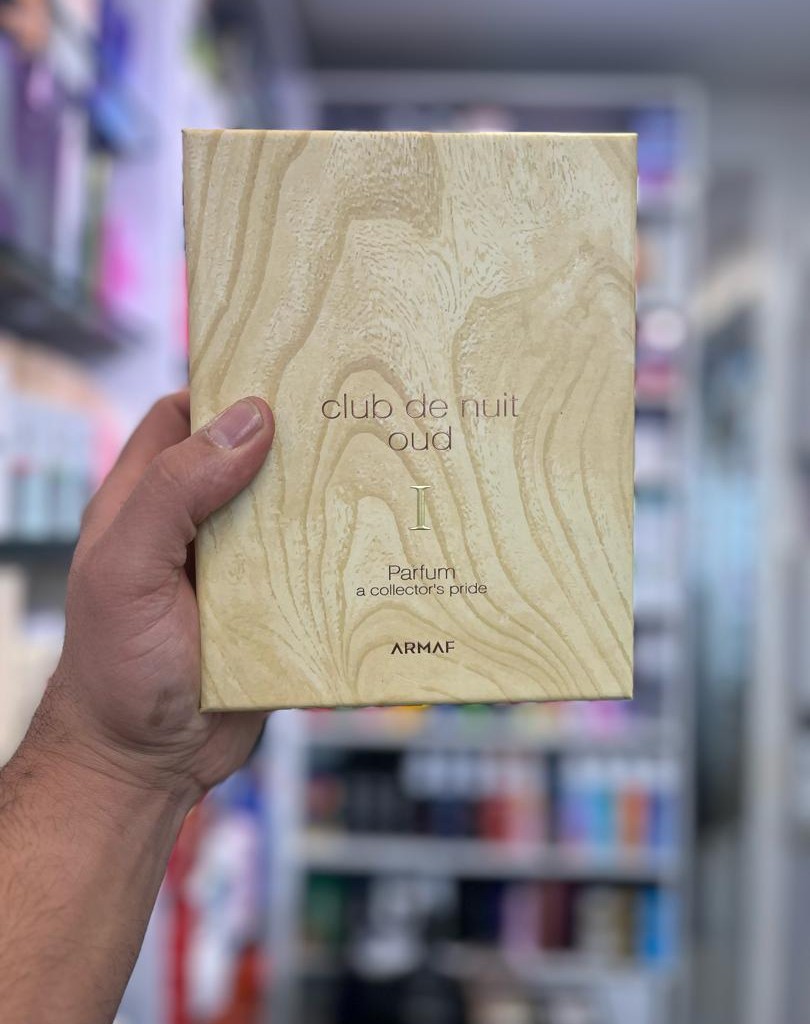 club de nuit
oud
I
Parfum
a collector's pride
ARMAF